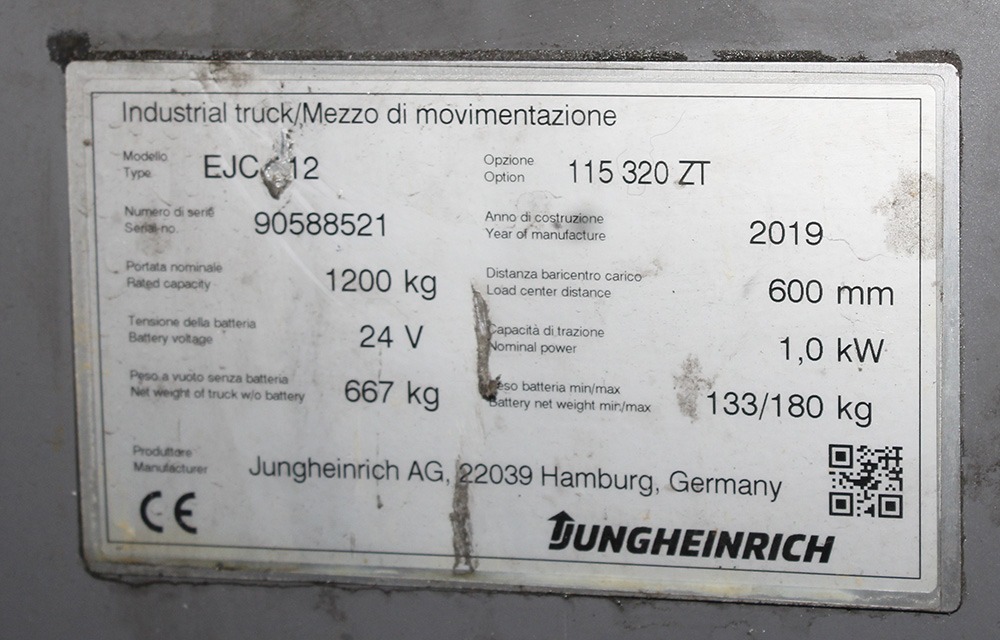 Industrial truck/Mezzo di movimentazione
Modello
Type
Opzione
Option
115 320 ZT
Numero di serie
Serial-no.
90588521
Anno di costruzione
Year of manufacture
2019
Portata nominale
Rated capacity
1200 kg
Distanza baricentro carico
Load center distance
600 mm
Tensione della batteria
Battery voltage
24 V
Capacità di trazione
Nominal power
1,0 kW
Peso a vuoto senza batteria
Net weight of truck w/o battery
667 kg
Peso batteria min/max
Battery net weight min/max
133/180 kg
Produttore
Manufacturer
Jungheinrich AG, 22039 Hamburg, Germany
CE
JUNGHEINRICH